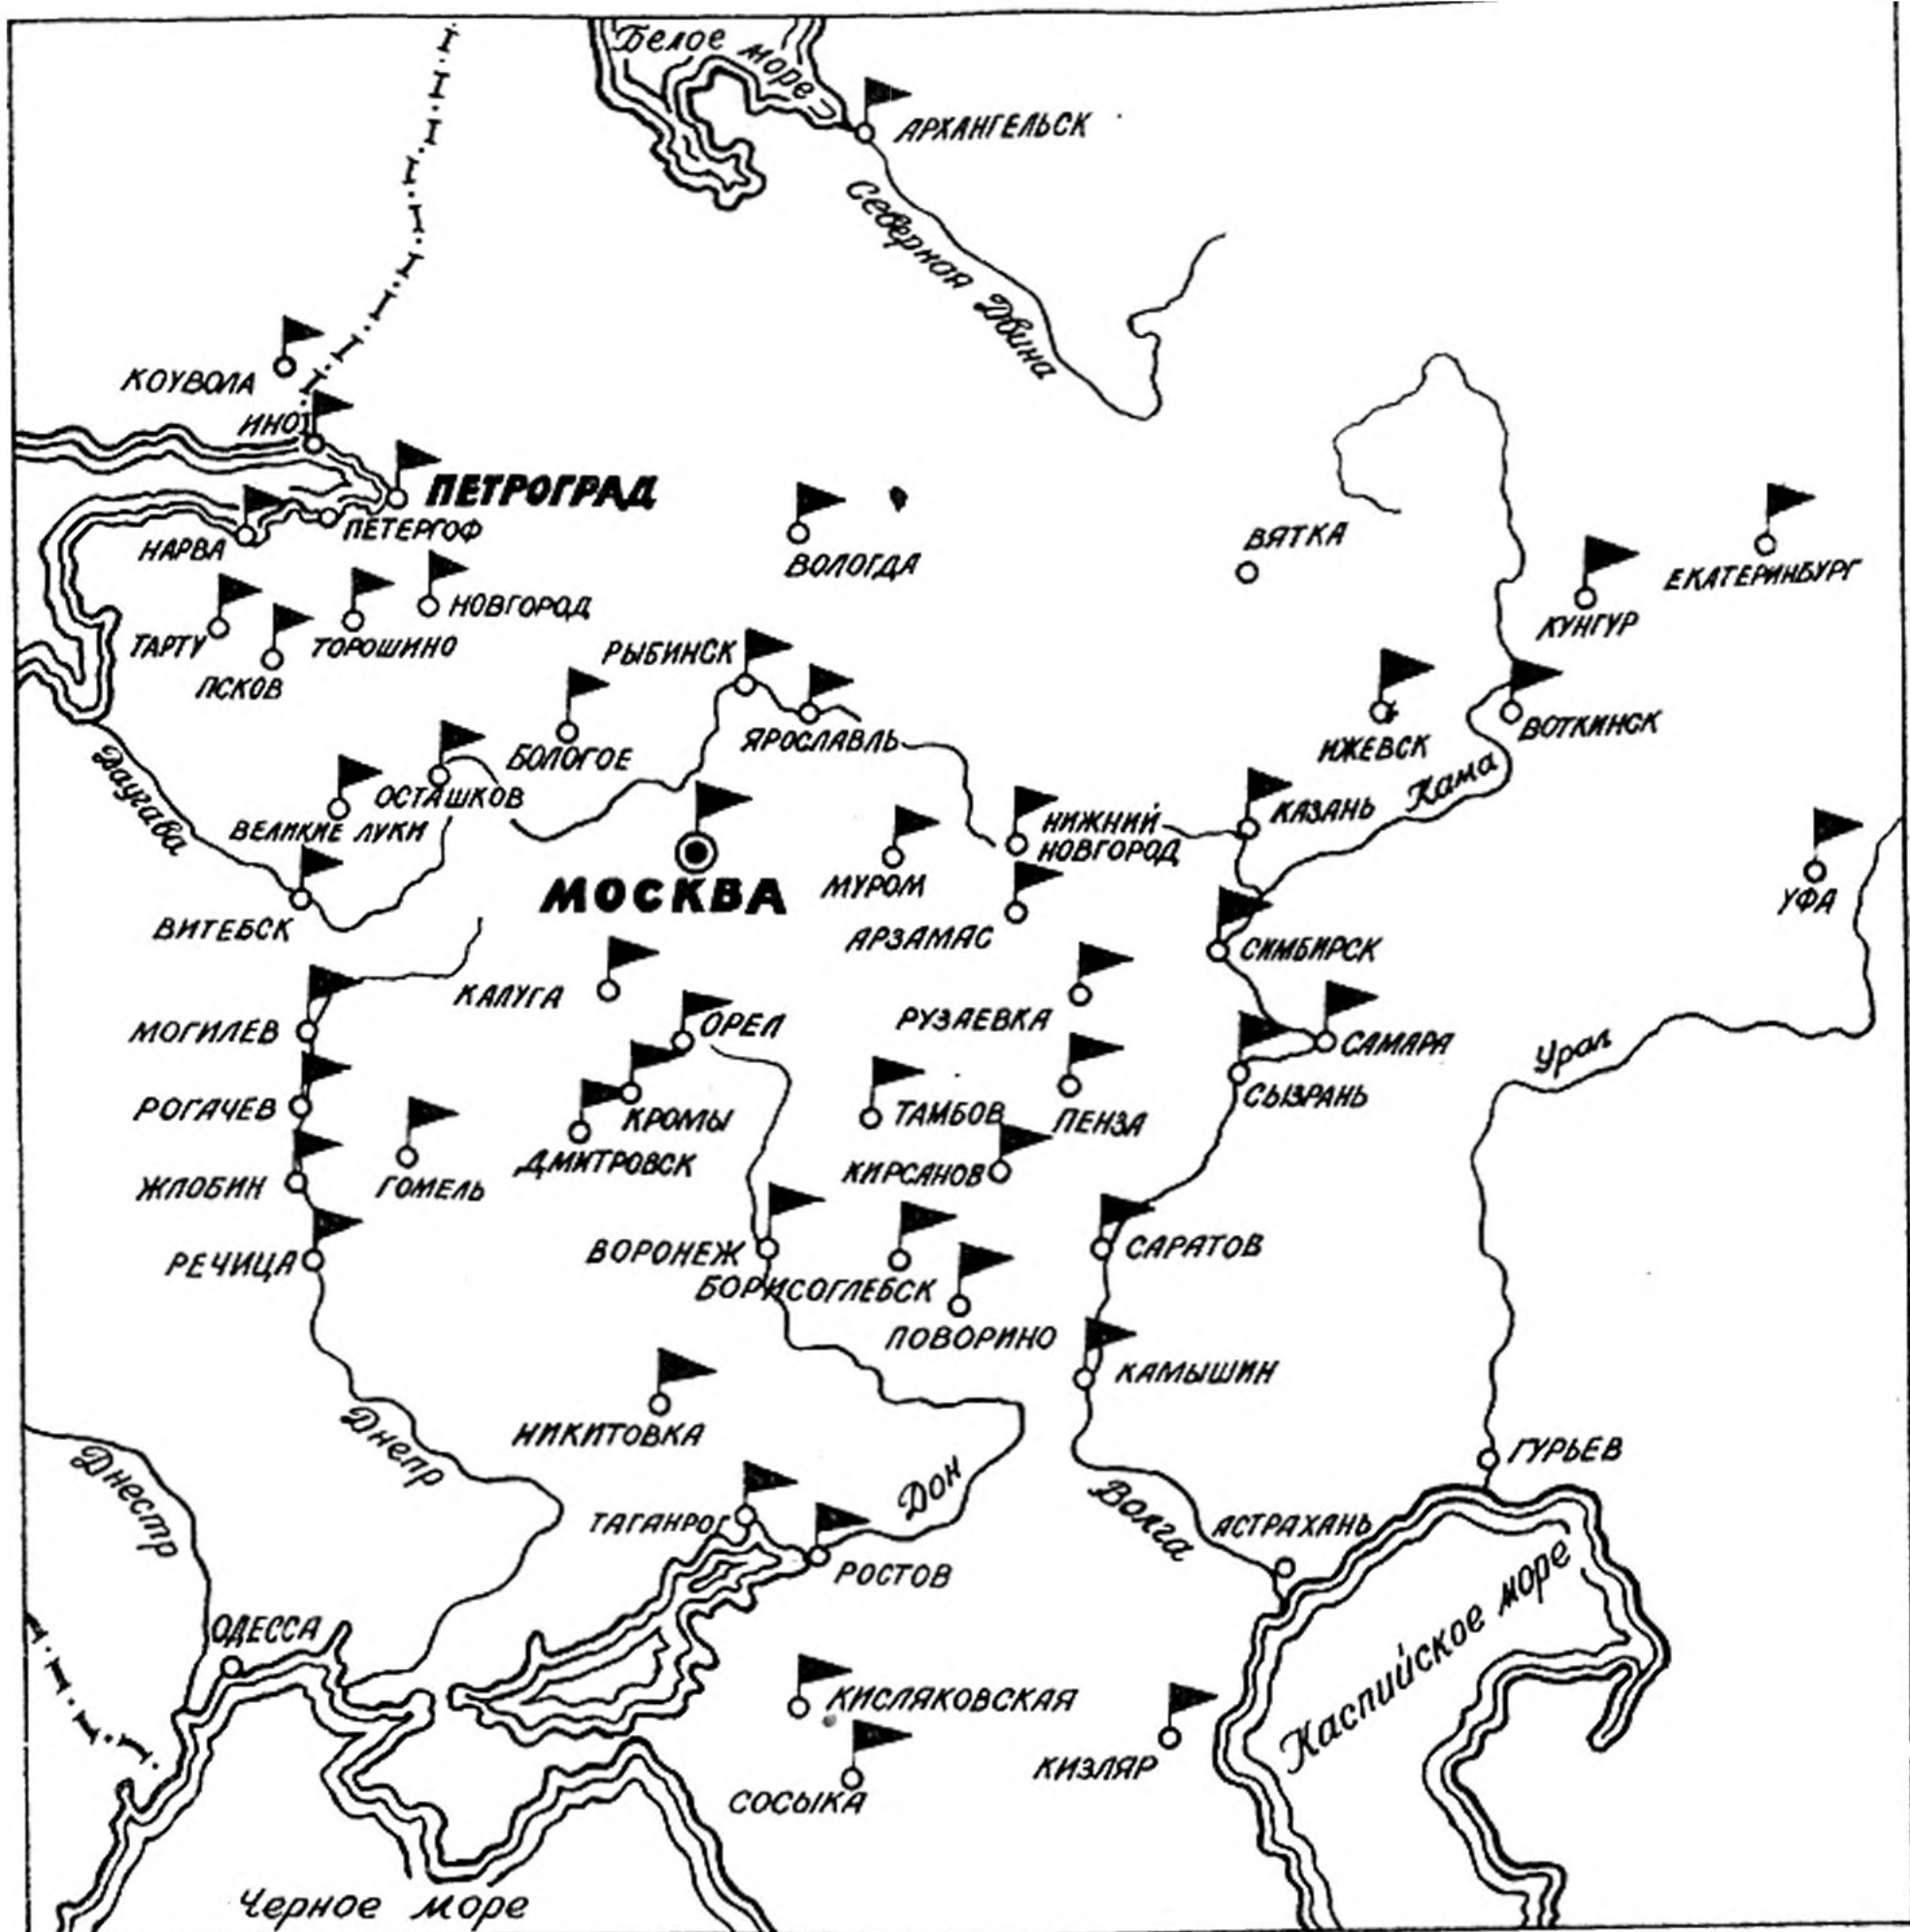 Белое море
АРХАНГЕЛЬСК
Северная Двина
КОУВОЛА
ИНО
ПЕТРОГРАД
ПЕТЕРГОФ
НАРВА
ВОЛОГДА
ВЯТКА
ЕКАТЕРИНБУРГ
КУНГУР
НОВГОРОД
ТАРТУ
ТОРОШИНО
ПСКОВ
РЫБИНСК
ЯРОСЛАВЛЬ
ВОТКИНСК
ИЖЕВСК
БОЛОГОЕ
Даугава
ОСТАШКОВ
ВЕЛИКИЕ ЛУКИ
Кама
КАЗАНЬ
НИЖНИЙ
НОВГОРОД
МОСКВА
МУРОМ
УФА
ВИТЕБСК
АРЗАМАС
СИМБИРСК
КАЛУГА
РУЗАЕВКА
МОГИЛЕВ
ОРЕЛ
САМАРА
Урал
СЫЗРАНЬ
РОГАЧЕВ
КРОМЫ
ТАМБОВ
ПЕНЗА
ДМИТРОВСК
КИРСАНОВ
ЖЛОБИН
ГОМЕЛЬ
РЕЧИЦА
ВОРОНЕЖ
САРАТОВ
БОРИСОГЛЕБСК
ПОВОРИНО
КАМЫШИН
НИКИТОВКА
Днепр
Днестр
ГУРЬЕВ
Дон
Волга
ТАГАНРОГ
АСТРАХАНЬ
РОСТОВ
ОДЕССА
Каспийское море
КИСЛЯКОВСКАЯ
КИЗЛЯР
СОСЫКА
Черное море